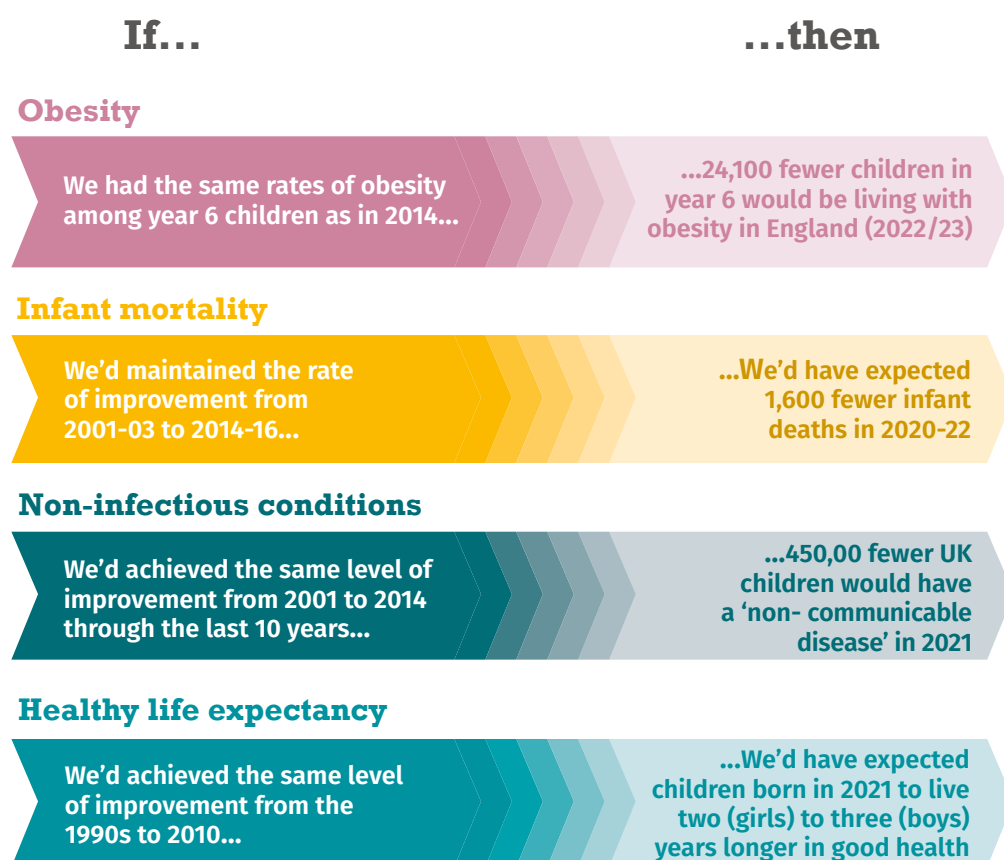 If...
...then
Obesity
We had the same rates of obesity
among year 6 children as in 2014...
...24,100 fewer children in
year 6 would be living with
obesity in England (2022/23)
Infant mortality
We’d maintained the rate
of improvement from
2001-03 to 2014-16...
...We’d have expected
1,600 fewer infant
deaths in 2020-22
Non-infectious conditions
We’d achieved the same level of
improvement from 2001 to 2014
through the last 10 years...
...450,00 fewer UK
children would have
a ‘non- communicable
disease’ in 2021
Healthy life expectancy
We’d achieved the same level
of improvement from the
1990s to 2010...
...We’d have expected
children born in 2021 to live
two (girls) to three (boys)
years longer in good health